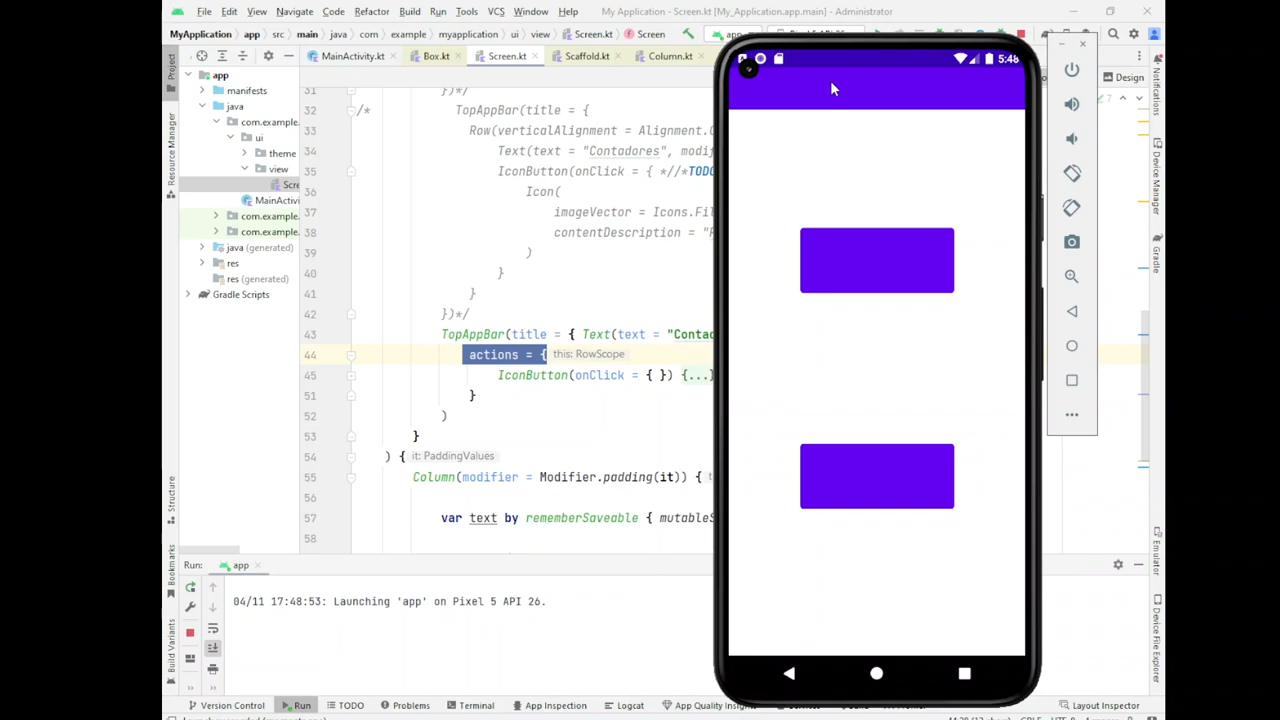 File Edit View Navigate Code Refactor Build Run Tools VCS Window Help My Application - Screen.kt [My_Application.app.main] - Administrator
MyApplication app src main java com example myapplication ui view Screen.kt Screen app
Project
MainActivity.kt Box.kt Screen.kt Scaffold.kt Column.kt Design
app
manifests
java
com.example.
ui
theme
view
Scre
MainActiv
com.example.
com.example.
java (generated)
res
res (generated)
Gradle Scripts
Resource Manager
Structure
Bookmarks
Build Variants
31 })*/
32 /* TopAppBar(title = {
33 Row(verticalAlignment = Alignment.C
34 Text(text = "Contadores", modif
35 IconButton(onClick = { *//*TODO
36 Icon(
37 imageVector = Icons.Fil
38 contentDescription = "R
39 )
40 }
41 }
42 })*/
43 TopAppBar(title = { Text(text = "Contad
44 actions = { this: RowScope
45 IconButton(onClick = { }) {...}
51 }
52 )
53 }
54 ) { it: PaddingValues
55 Column(modifier = Modifier.padding(it)) {
56
57 var text by rememberSaveable { mutableS
58
5:48
7
Notifications
Device Manager
Gradle
Emulator
Device File Explorer
Run: app
04/11 17:48:53: Launching 'app' on Pixel 5 API 26.
Version Control Run TODO Problems Terminal App Inspection Logcat App Quality Insights Layout Inspector